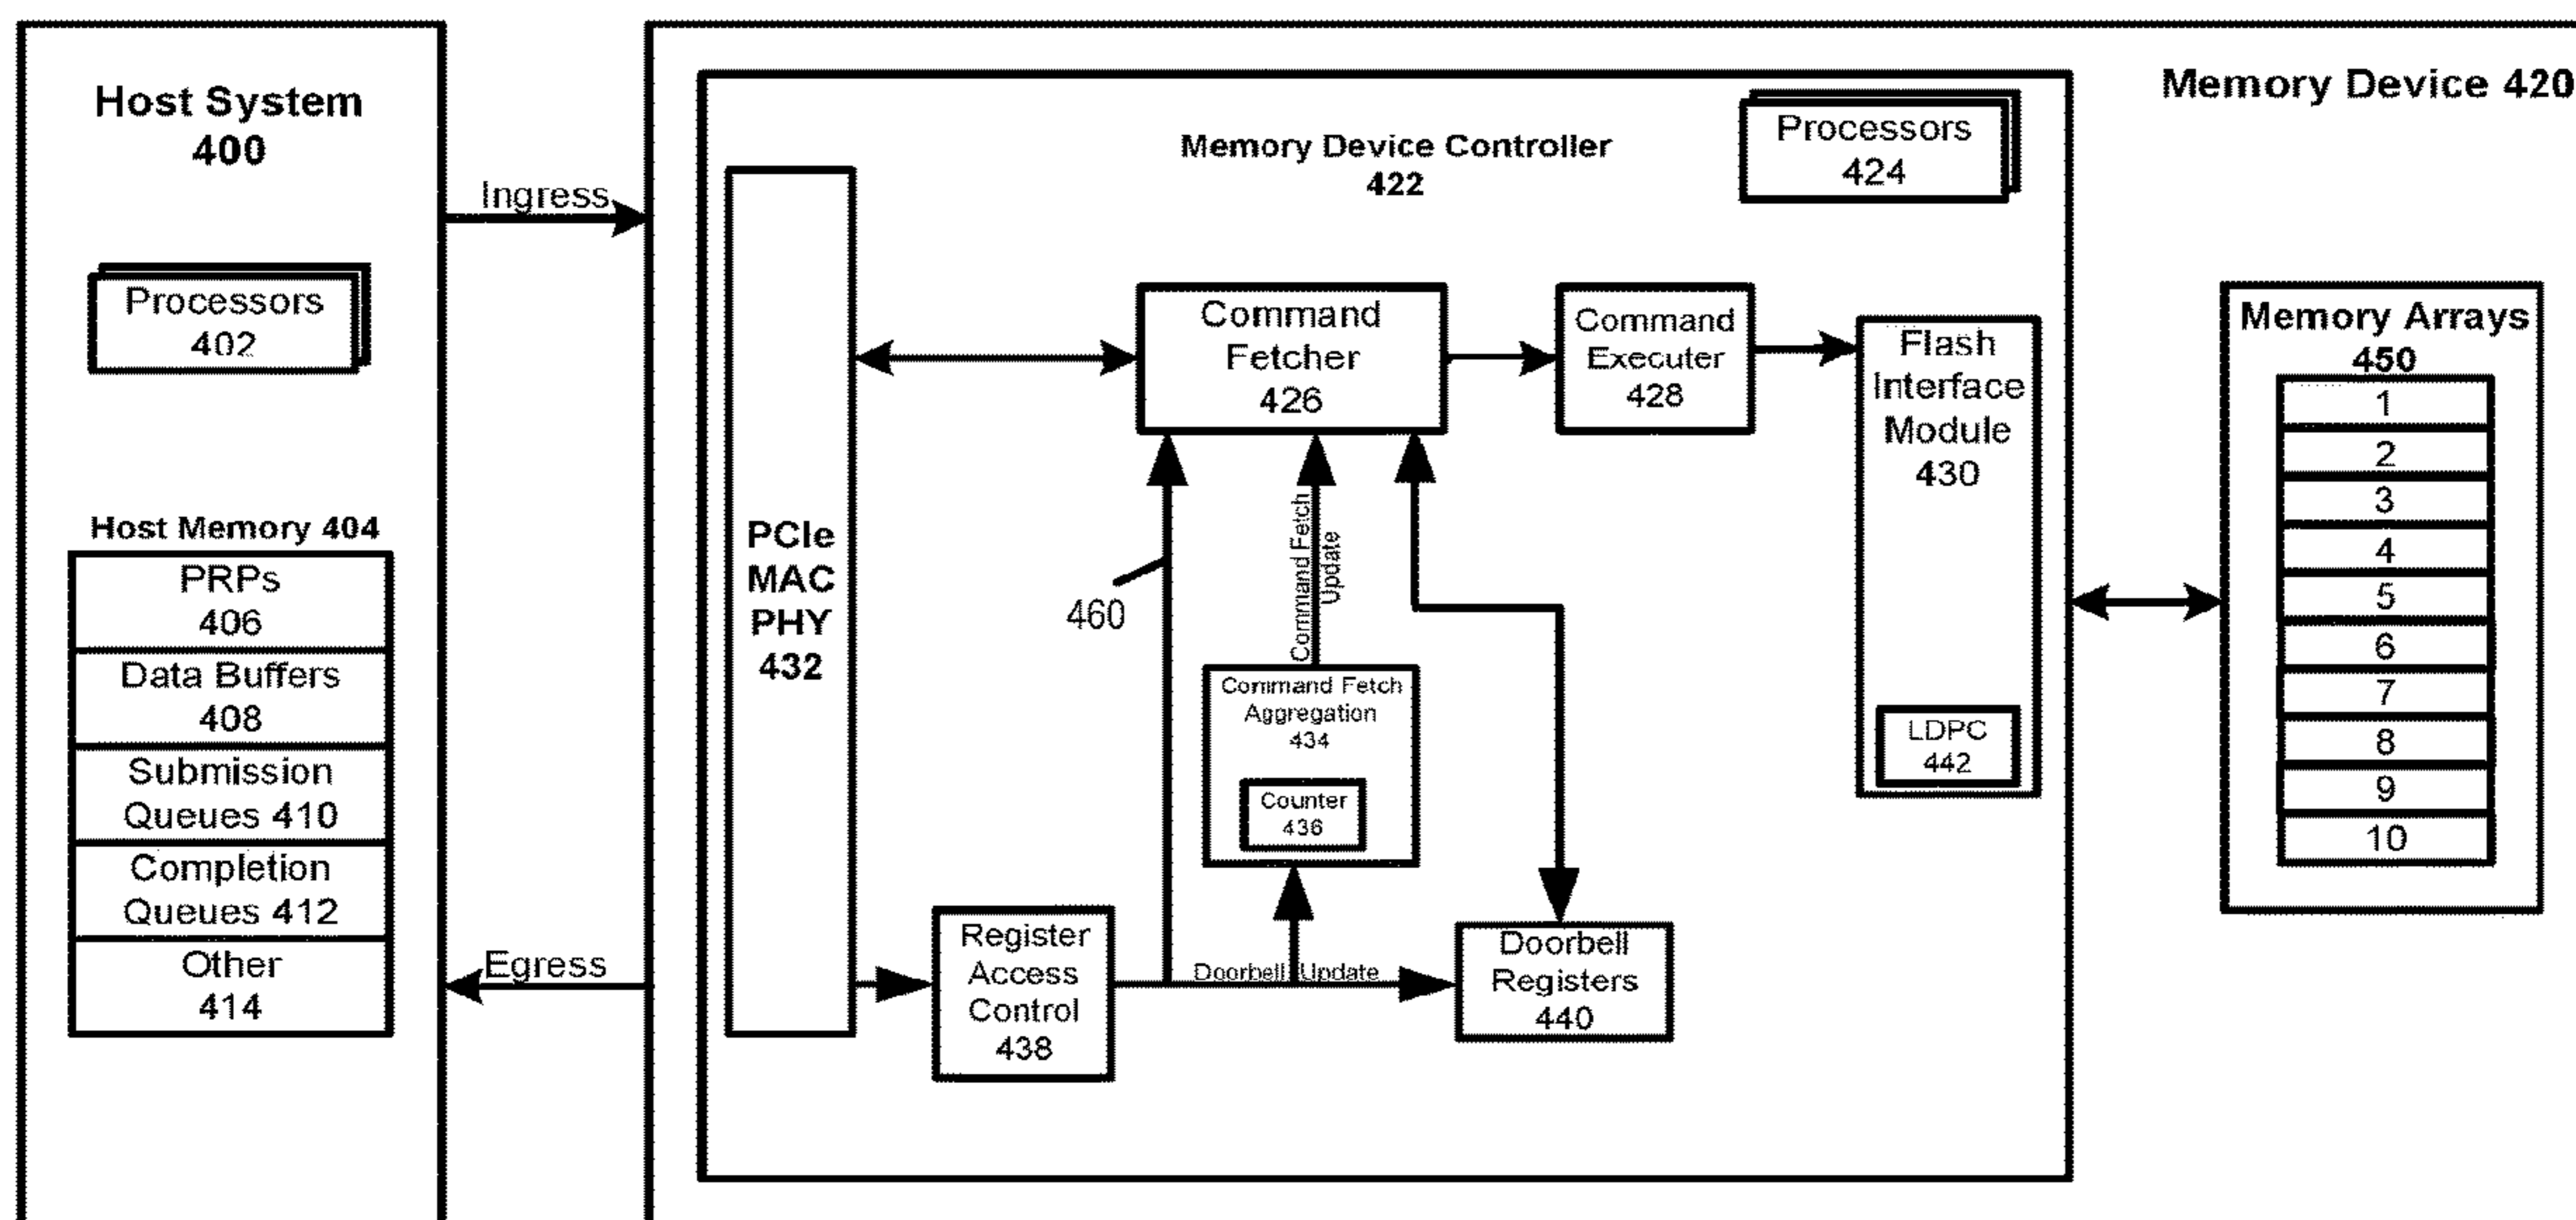 Host System
400
Processors
402
Host Memory 404
PRPs
406
Data Buffers
408
Submission
Queues 410
Completion
Queues 412
Other
414
Ingress
Egress
Memory Device 420
Memory Device Controller
422
Processors
424
PCIe
MAC
PHY
432
Command
Fetcher
426
Command
Executer
428
Flash
Interface
Module
430
LDPC
442
460
Command Fetch
Update
Command Fetch
Aggregation
434
Counter
436
Register
Access
Control
438
Doorbell Update
Doorbell
Registers
440
Memory Arrays
450
1
2
3
4
5
6
7
8
9
10